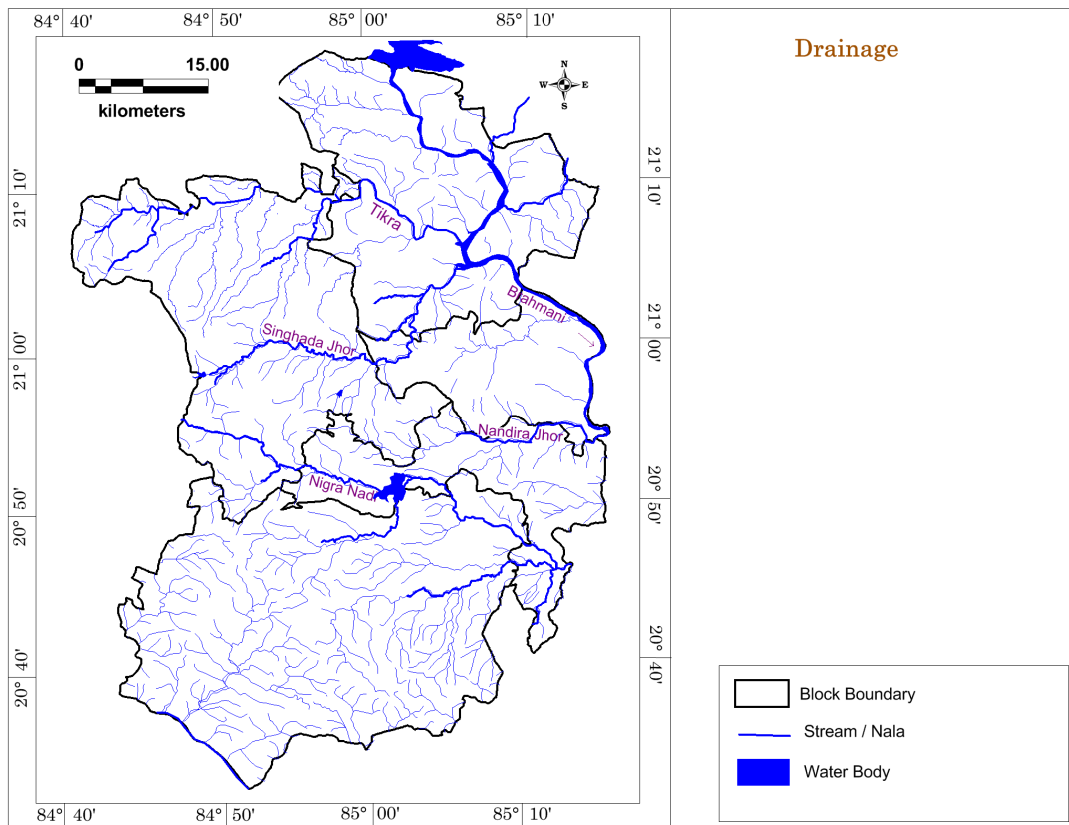 84° 40' 84° 50' 85° 00' 85° 10'
Drainage
0 15.00
kilometers
N
W E
S
21° 10'
21° 10'
Tikra
Brahmani
21° 00'
21° 00'
Singhada Jhor
Nandira Jhor
Nigra Nadi
20° 50'
20° 50'
20° 40'
20° 40'
Block Boundary
Stream / Nala
Water Body
84° 40' 84° 50' 85° 00' 85° 10'